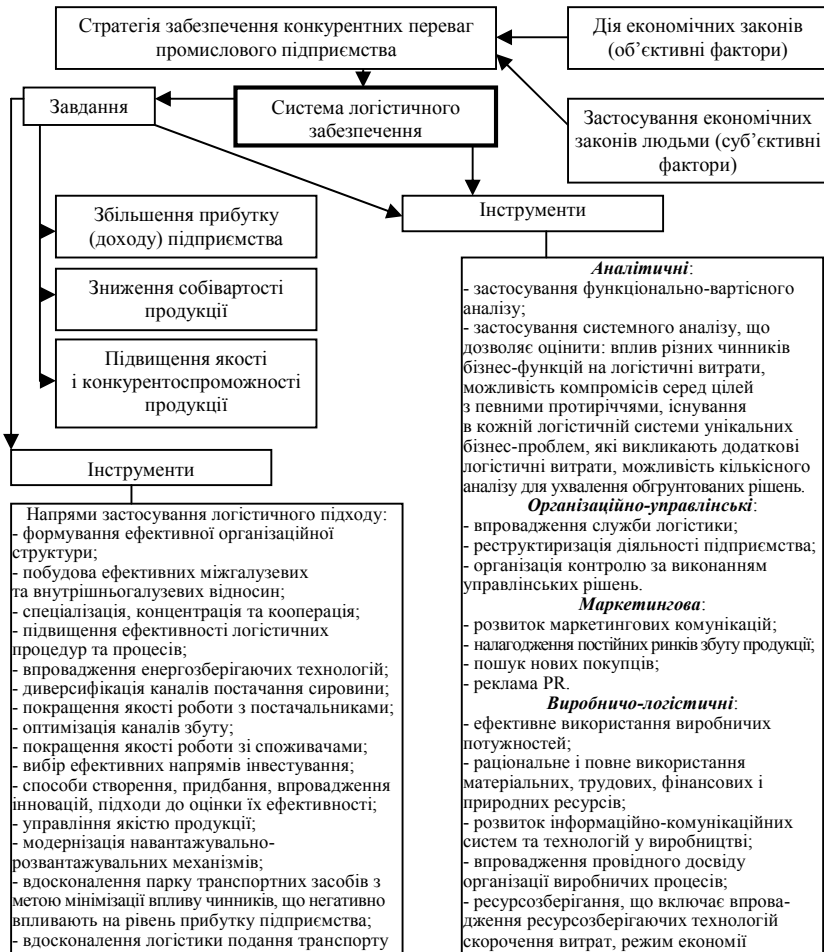 Стратегія забезпечення конкурентних переваг
промислового підприємства
Дія економічних законів
(об’єктивні фактори)
Завдання
Система логістичного
забезпечення
Застосування економічних
законів людьми (суб’єктивні
фактори)
Збільшення прибутку
(доходу) підприємства
Інструменти
Зниження собівартості
продукції
Підвищення якості
і конкурентоспроможності
продукції
Інструменти
Напрями застосування логістичного підходу:
- формування ефективної організаційної
структури;
- побудова ефективних міжгалузевих
та внутрішньогалузевих відносин;
- спеціалізація, концентрація та кооперація;
- підвищення ефективності логістичних
процедур та процесів;
- впровадження енергозберігаючих технологій;
- диверсифікація каналів постачання сировини;
- покращення якості роботи з постачальниками;
- оптимізація каналів збуту;
- покращення якості роботи зі споживачами;
- вибір ефективних напрямів інвестування;
- способи створення, придбання, впровадження
інновацій, підходи до оцінки їх ефективності;
- управління якістю продукції;
- модернізація навантажувально-
розвантажувальних механізмів;
- вдосконалення парку транспортних засобів з
метою мінімізації впливу чинників, що негативно
впливають на рівень прибутку підприємства;
- вдосконалення логістики подання транспорту
Аналітичні:
- застосування функціонально-вартісного
аналізу;
- застосування системного аналізу, що
дозволяє оцінити: вплив різних чинників
бізнес-функцій на логістичні витрати,
можливість компромісів серед цілей
з певними протиріччями, існування
в кожній логістичній системи унікальних
бізнес-проблем, які викликають додаткові
логістичні витрати, можливість кількісного
аналізу для ухвалення обгрунтованих рішень.
Організаційно-управлінські:
- впровадження служби логістики;
- реструктиризація діяльності підприємства;
- організація контролю за виконанням
управлінських рішень.
Маркетингова:
- розвиток маркетингових комунікацій;
- налагодження постійних ринків збуту продукції;
- пошук нових покупців;
- реклама PR.
Виробничо-логістичні:
- ефективне використання виробничих
потужностей;
- раціональне і повне використання
матеріальних, трудових, фінансових і
природних ресурсів;
- розвиток інформаційно-комунікаційних
систем та технологій у виробництві;
- впровадження провідного досвіду
організації виробничих процесів;
- ресурсозберігання, що включає впрова-
дження ресурсозберігаючих технологій
скорочення витрат, режим економії